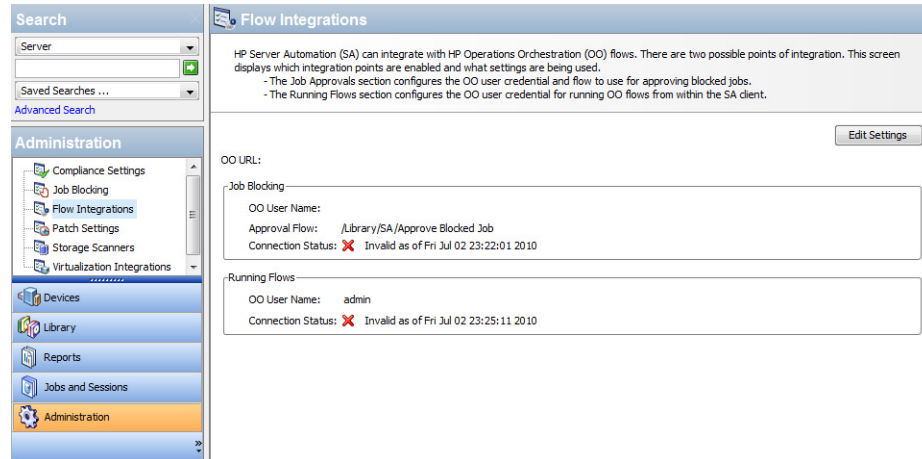 Search
Server
Saved Searches ...
Advanced Search
Administration
Compliance Settings
Job Blocking
Flow Integrations
Patch Settings
Storage Scanners
Virtualization Integrations
Devices
Library
Reports
Jobs and Sessions
Administration
Flow Integrations
HP Server Automation (SA) can integrate with HP Operations Orchestration (OO) flows. There are two possible points of integration. This screen
displays which integration points are enabled and what settings are being used.
- The Job Approvals section configures the OO user credential and flow to use for approving blocked jobs.
- The Running Flows section configures the OO user credential for running OO flows from within the SA client.
Edit Settings
OO URL:
Job Blocking
OO User Name:
Approval Flow: /Library/SA/Approve Blocked Job
Connection Status: Invalid as of Fri Jul 02 23:22:01 2010
Running Flows
OO User Name: admin
Connection Status: Invalid as of Fri Jul 02 23:25:11 2010